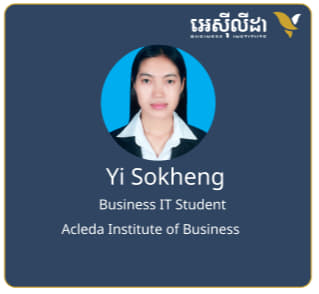 អេស៊ីលីដា
BUSINESS INSTITUTE
Yi Sokheng
Business IT Student
Acleda Institute of Business